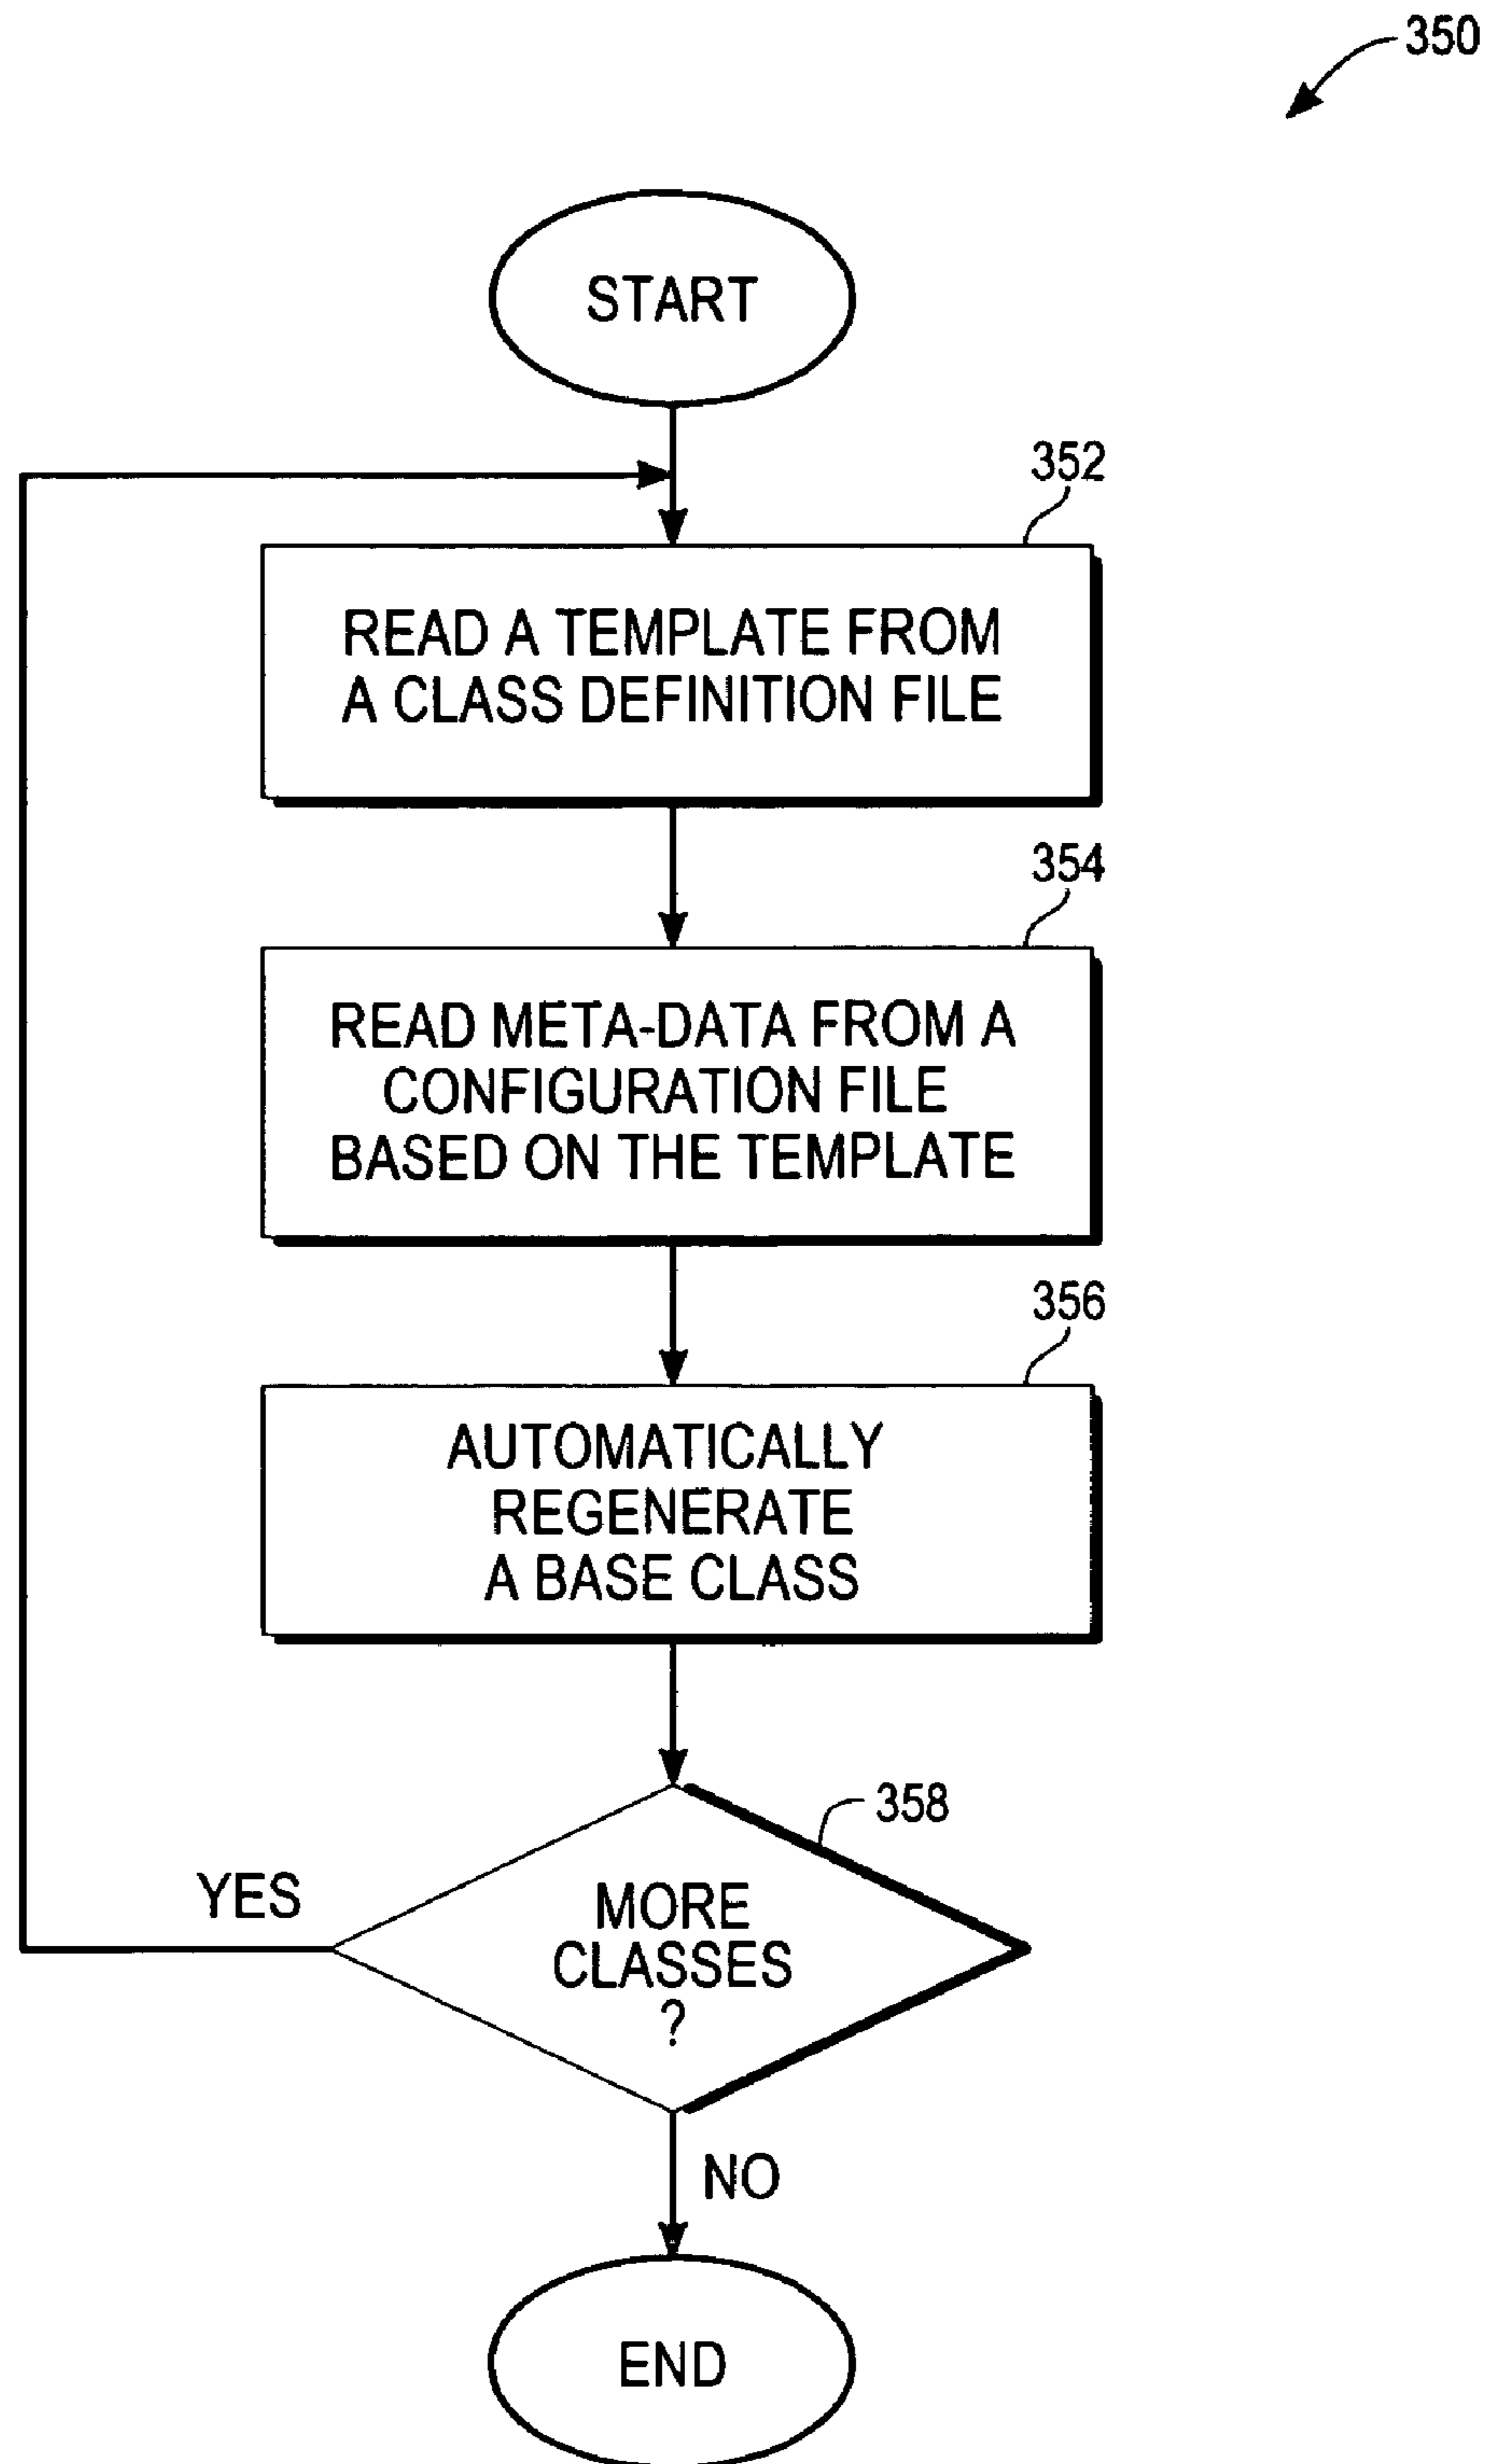 350
START
352
READ A TEMPLATE FROM
A CLASS DEFINITION FILE
354
READ META-DATA FROM A
CONFIGURATION FILE
BASED ON THE TEMPLATE
356
AUTOMATICALLY
REGENERATE
A BASE CLASS
358
YES
MORE
CLASSES
?
NO
END